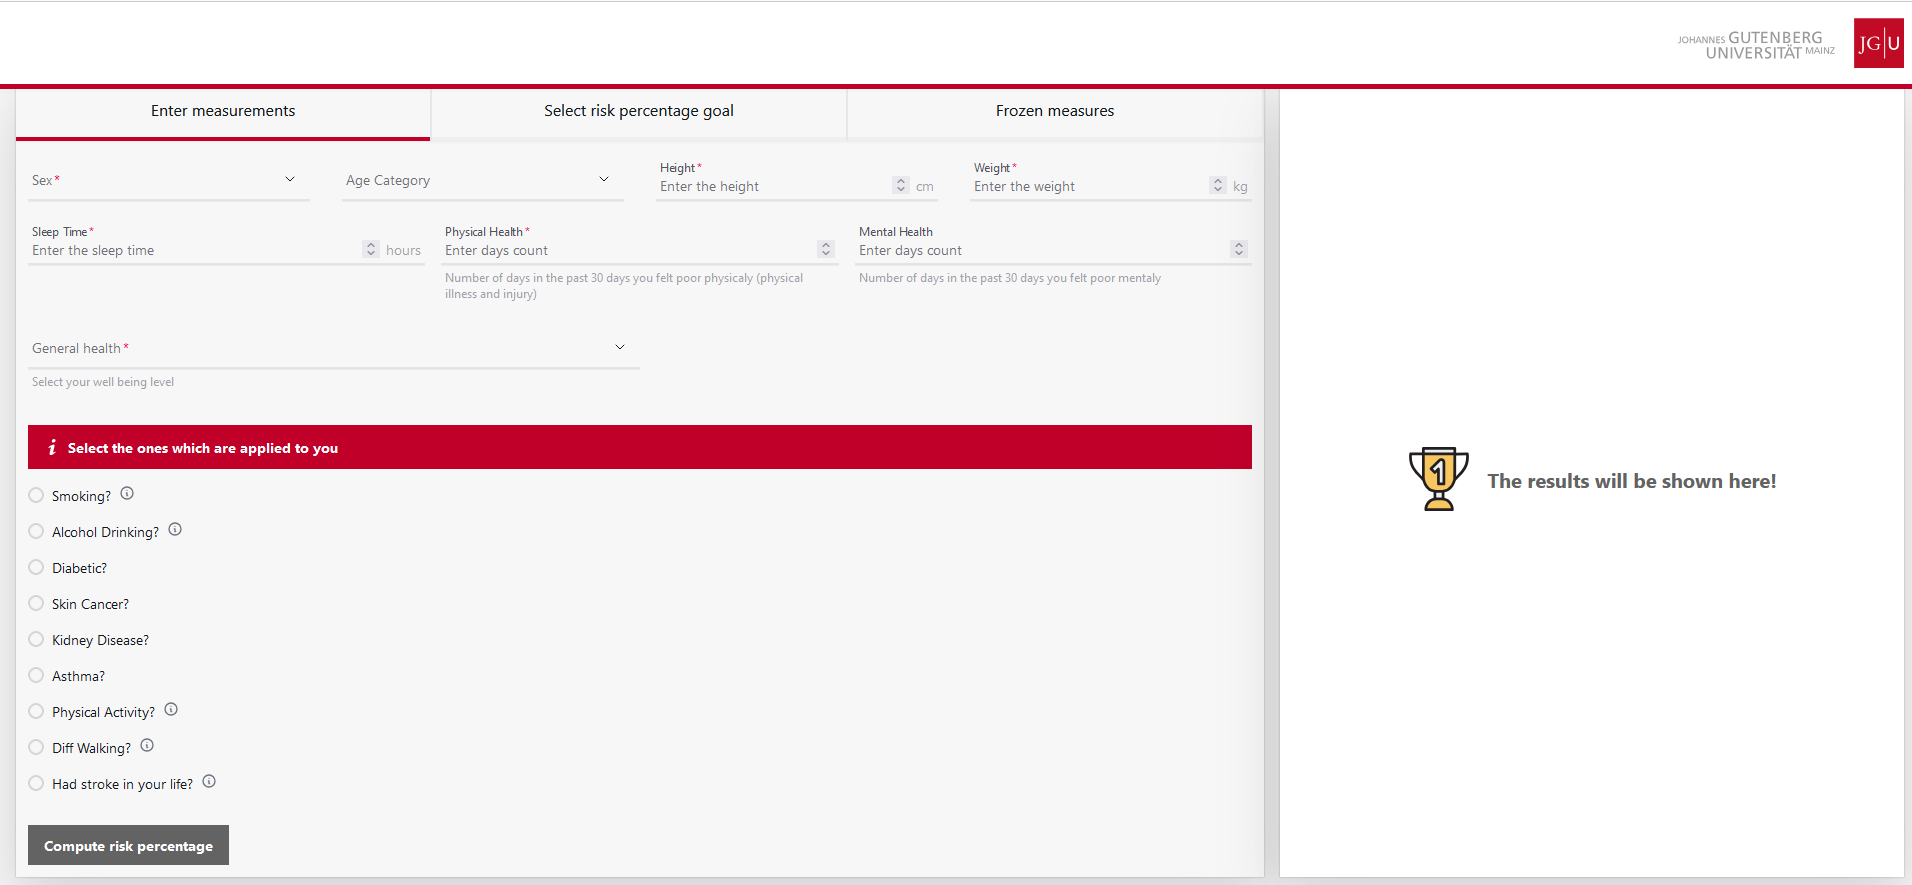 JOHANNES GUTENBERG
UNIVERSITÄT MAINZ
JG|U
Enter measurements
Select risk percentage goal
Frozen measures
Sex*
Age Category
Height*
Enter the height
cm
Weight*
Enter the weight
kg
Sleep Time*
Enter the sleep time
hours
Physical Health*
Enter days count
Number of days in the past 30 days you felt poor physicaly (physical
illness and injury)
Mental Health
Enter days count
Number of days in the past 30 days you felt poor mentaly
General health*
Select your well being level
i Select the ones which are applied to you
Smoking?
Alcohol Drinking?
Diabetic?
Skin Cancer?
Kidney Disease?
Asthma?
Physical Activity?
Diff Walking?
Had stroke in your life?
Compute risk percentage
1
The results will be shown here!